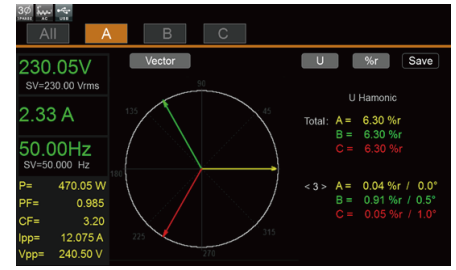 3Ø AC USB
PHASE
All A B C
230.05V
SV=230.00 Vrms
2.33 A
50.00Hz
SV=50.000 Hz
P= 470.05 W
PF= 0.985
CF= 3.20
Ipp= 12.075 A
Vpp= 240.50 V
Vector
90
135 45
180
225 315
270
U %r Save
U Hamonic
Total: A = 6.30 %r
B = 6.30 %r
C = 6.30 %r
< 3 > A = 0.04 %r / 0.0°
B = 0.91 %r / 0.5°
C = 0.05 %r / 1.0°